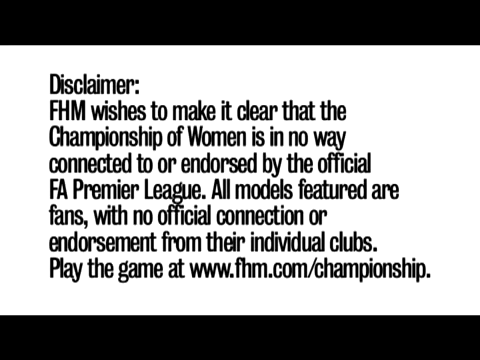 Disclaimer:
FHM wishes to make it clear that the
Championship of Women is in no way
connected to or endorsed by the official
FA Premier League. All models featured are
fans, with no official connection or
endorsement from their individual clubs.
Play the game at www.fhm.com/championship.